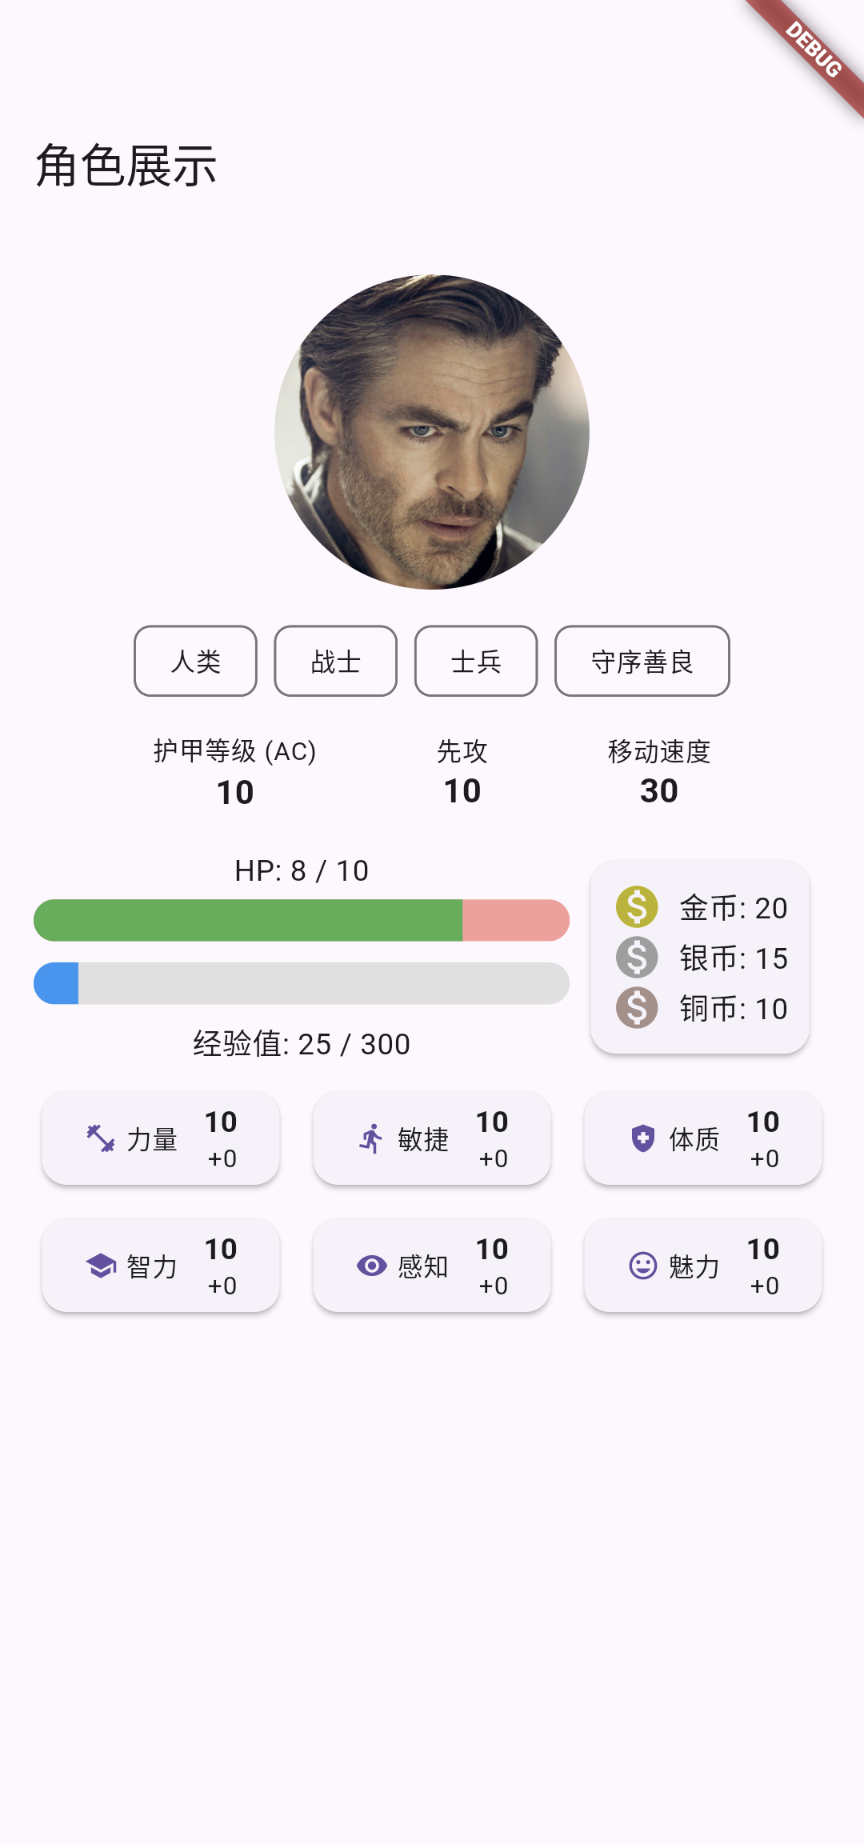 DEBUG
角色展示
人类 战士 士兵 守序善良
护甲等级 (AC) 先攻 移动速度
10 10 30
HP: 8 / 10
经验值: 25 / 300
金币: 20
银币: 15
铜币: 10
力量 10 +0
敏捷 10 +0
体质 10 +0
智力 10 +0
感知 10 +0
魅力 10 +0